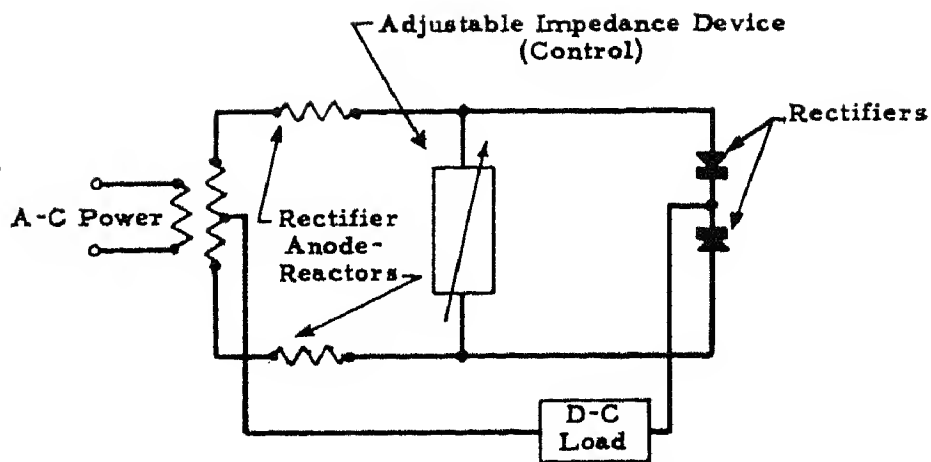 Adjustable Impedance Device
(Control)
Rectifiers
A-C Power
Rectifier
Anode-
Reactors
D-C
Load